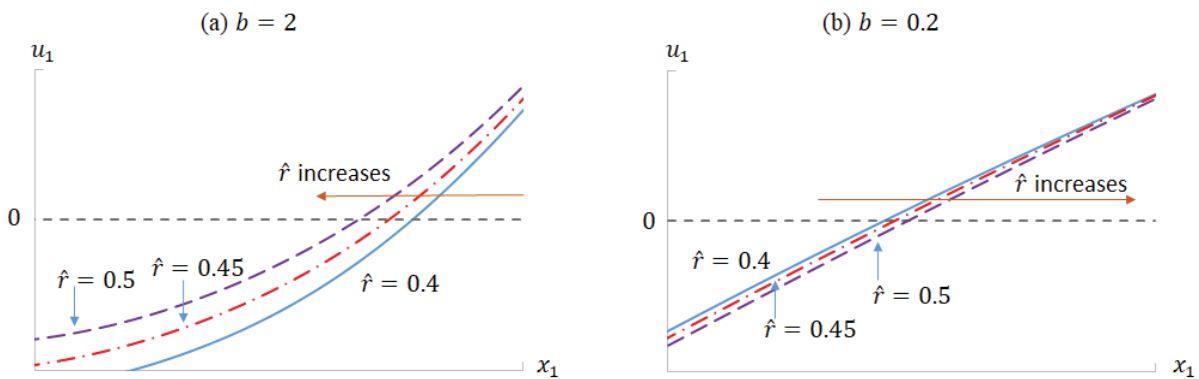 (a) b = 2
u₁
r̂ increases
0
r̂ = 0.5
r̂ = 0.45
r̂ = 0.4
x₁
(b) b = 0.2
u₁
r̂ increases
0
r̂ = 0.4
r̂ = 0.5
r̂ = 0.45
x₁